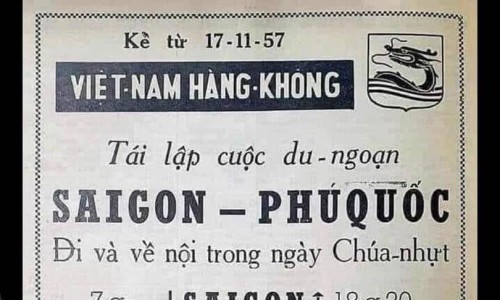 Kể từ 17-11-57
VIỆT-NAM HÀNG-KHÔNG
Tái lập cuộc du-ngoạn
SAIGON – PHÚQUỐC
Đi và về nội trong ngày Chúa-nhựt
SAIGON